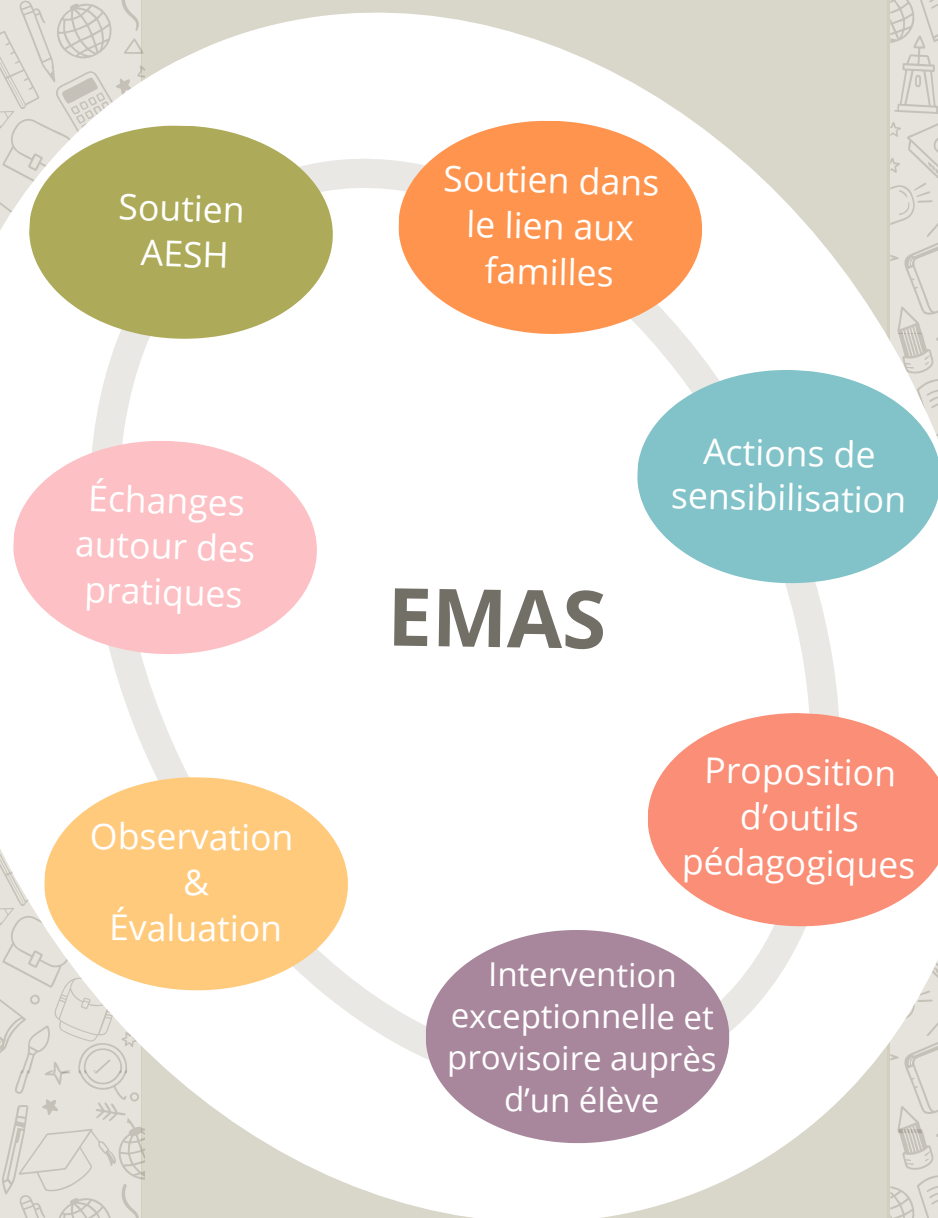 Soutien
AESH
Soutien dans
le lien aux
familles
Actions de
sensibilisation
Échanges
autour des
pratiques
EMAS
Proposition
d'outils
pédagogiques
Observation
&
Évaluation
Intervention
exceptionnelle et
provisoire auprès
d'un élève